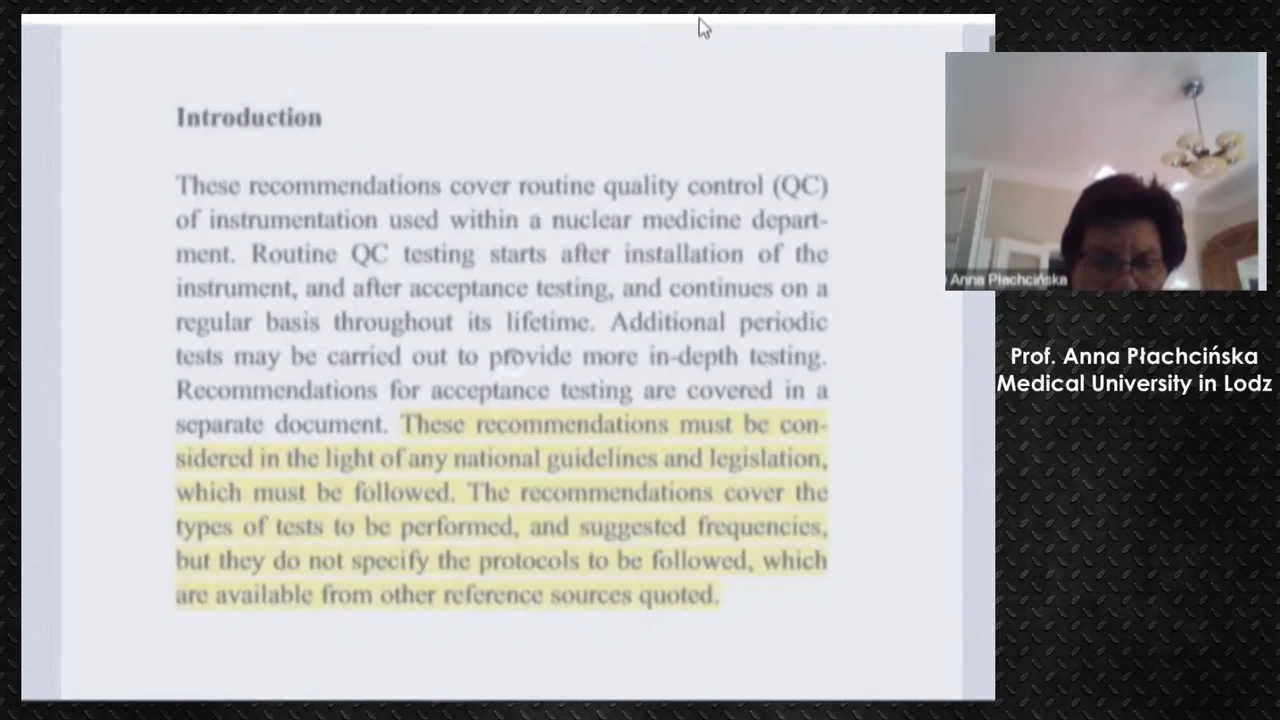 Introduction
These recommendations cover routine quality control (QC)
of instrumentation used within a nuclear medicine depart-
ment. Routine QC testing starts after installation of the
instrument, and after acceptance testing, and continues on a
regular basis throughout its lifetime. Additional periodic
tests may be carried out to provide more in-depth testing.
Recommendations for acceptance testing are covered in a
separate document. These recommendations must be con-
sidered in the light of any national guidelines and legislation,
which must be followed. The recommendations cover the
types of tests to be performed, and suggested frequencies,
but they do not specify the protocols to be followed, which
are available from other reference sources quoted.
Anna Płachcińska
Prof. Anna Płachcińska
Medical University in Lodz